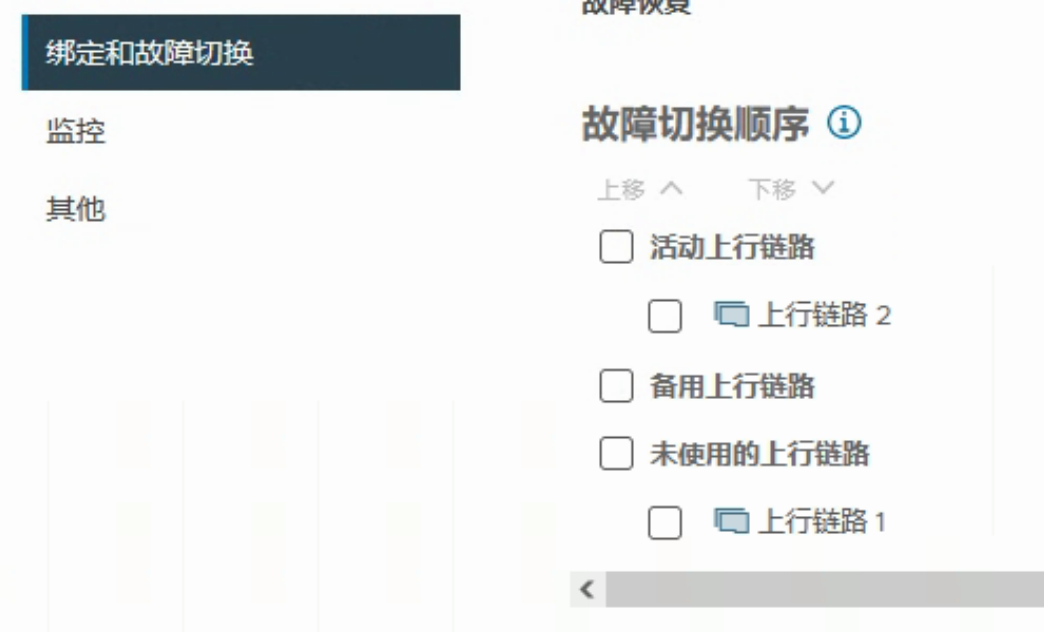 绑定和故障切换
监控
其他
故障恢复
故障切换顺序
上移 下移
活动上行链路
上行链路 2
备用上行链路
未使用的上行链路
上行链路 1